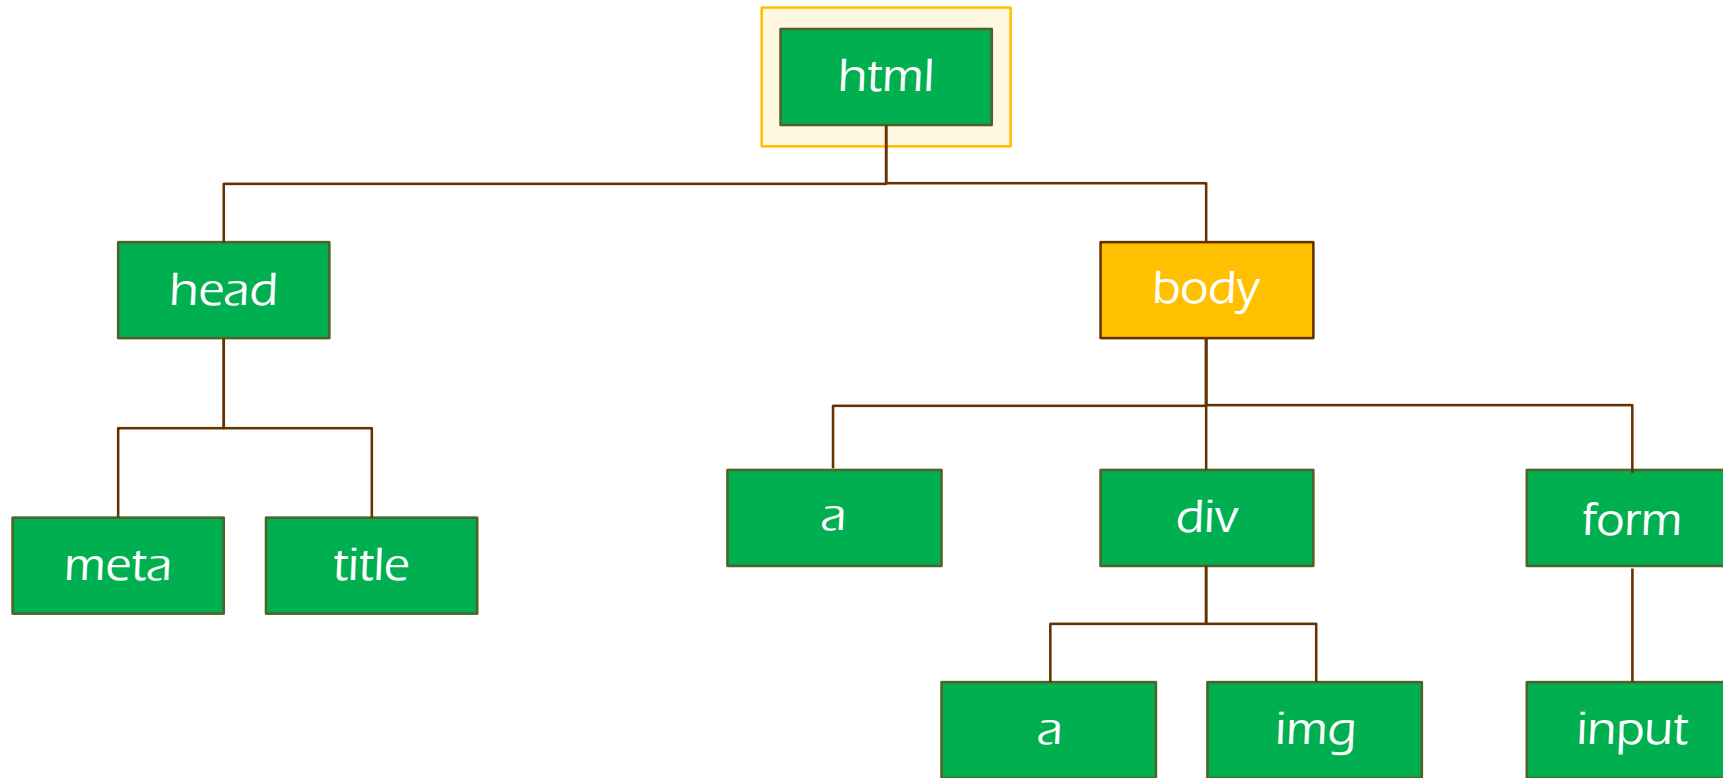 html
head
body
a
div
form
meta
title
a
img
input